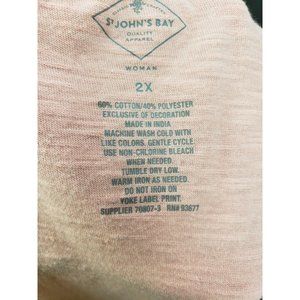 ST JOHN'S BAY
QUALITY
APPAREL
WOMAN
2X
60% COTTON/40% POLYESTER
EXCLUSIVE OF DECORATION
MADE IN INDIA
MACHINE WASH COLD WITH
LIKE COLORS. GENTLE CYCLE.
USE NON-CHLORINE BLEACH
WHEN NEEDED.
TUMBLE DRY LOW.
WARM IRON AS NEEDED.
DO NOT IRON ON
YOKE LABEL PRINT.
SUPPLIER 70807-3 RN# 93677